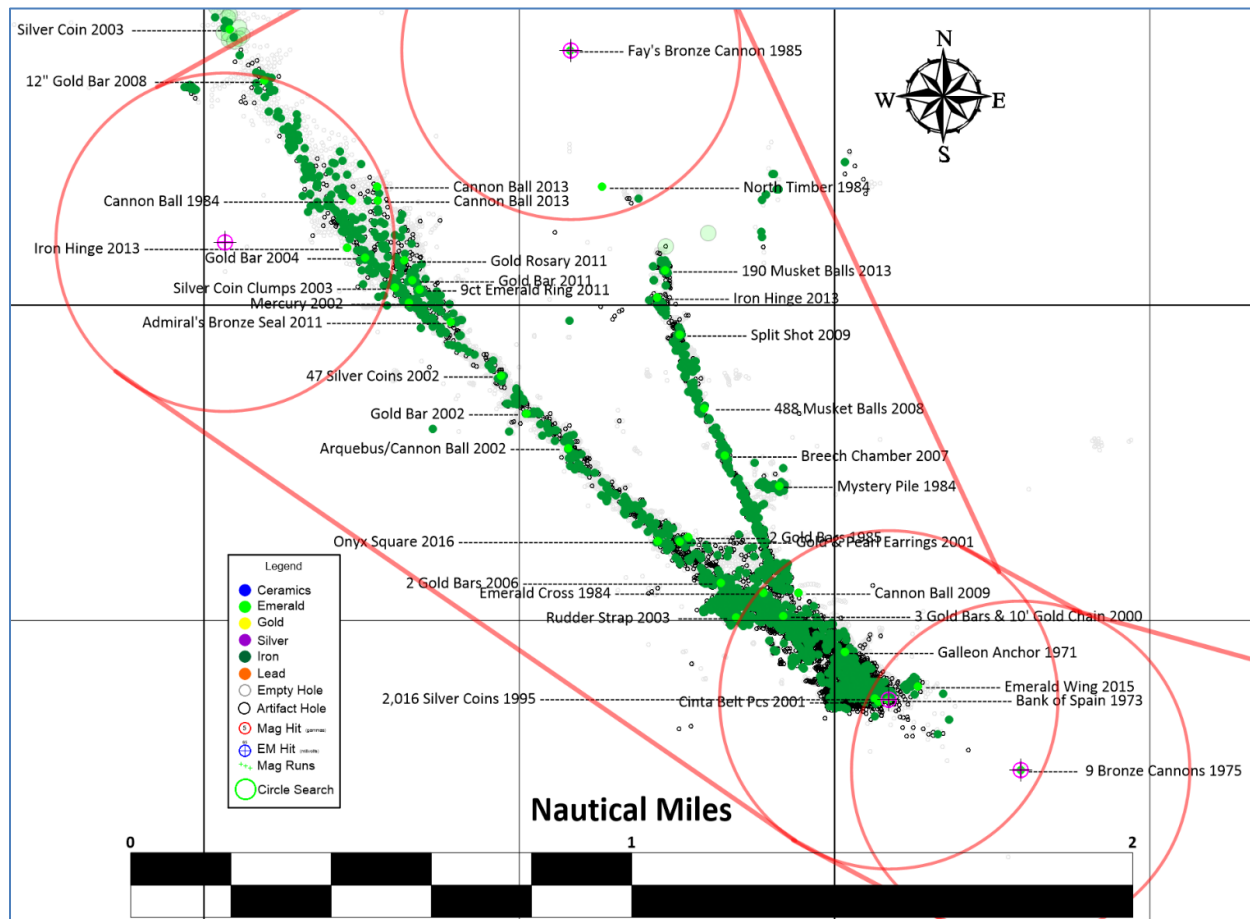 Silver Coin 2003
Fay's Bronze Cannon 1985
N
12" Gold Bar 2008
W
E
S
Cannon Ball 2013
North Timber 1984
Cannon Ball 1984
Cannon Ball 2013
Iron Hinge 2013
Gold Bar 2004
Gold Rosary 2011
190 Musket Balls 2013
Gold Bar 2011
Silver Coin Clumps 2003
9ct Emerald Ring 2011
Iron Hinge 2013
Mercury 2002
Admiral's Bronze Seal 2011
Split Shot 2009
47 Silver Coins 2002
Gold Bar 2002
488 Musket Balls 2008
Arquebus/Cannon Ball 2002
Breech Chamber 2007
Mystery Pile 1984
2 Gold Bars 1985
Onyx Square 2016
Gold & Pearl Earrings 2001
2 Gold Bars 2006
Emerald Cross 1984
Cannon Ball 2009
Rudder Strap 2003
3 Gold Bars & 10' Gold Chain 2000
Galleon Anchor 1971
Emerald Wing 2015
2,016 Silver Coins 1995
Cinta Belt Pcs 2001
Bank of Spain 1973
9 Bronze Cannons 1975
Legend
Ceramics
Emerald
Gold
Silver
Iron
Lead
Empty Hole
Artifact Hole
5 Mag Hit (gammas)
EM Hit
Mag Runs
Circle Search
Nautical Miles
0
1
2